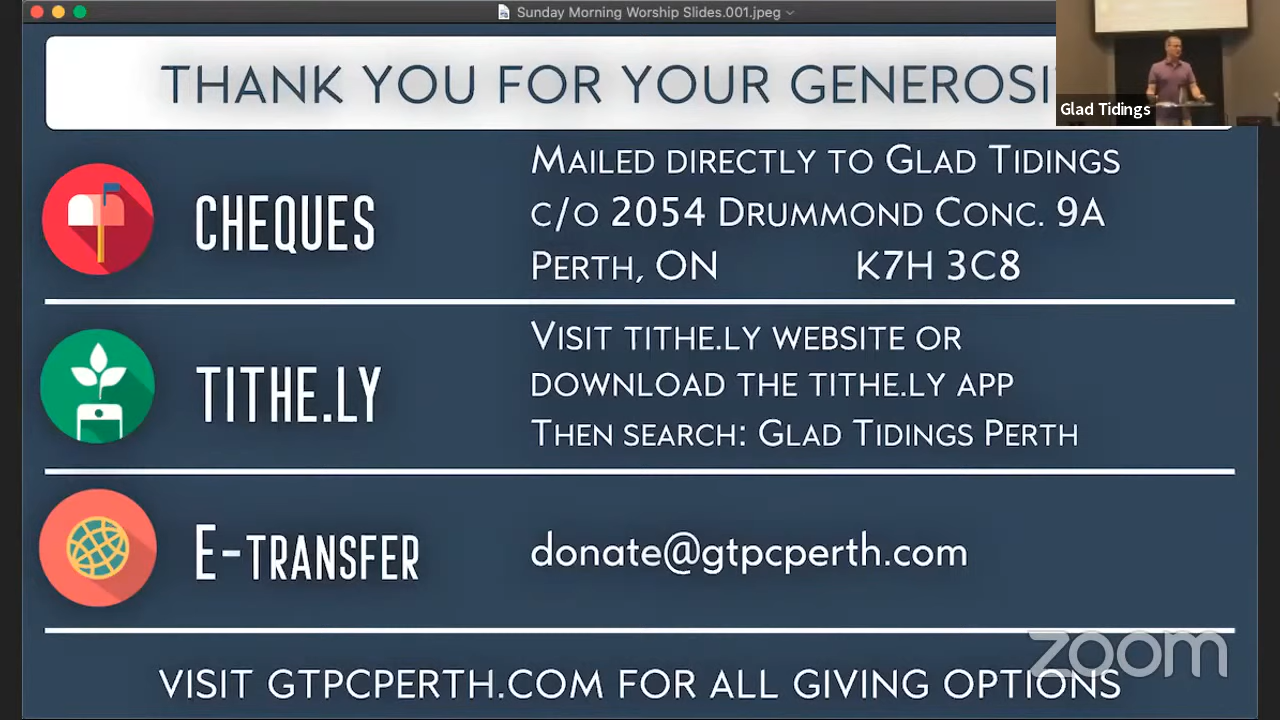 Sunday Morning Worship Slides.001.jpeg
THANK YOU FOR YOUR GENEROSI
Glad Tidings
CHEQUES
MAILED DIRECTLY TO GLAD TIDINGS
C/O 2054 DRUMMOND CONC. 9A
PERTH, ON K7H 3C8
TITHE.LY
VISIT TITHE.LY WEBSITE OR
DOWNLOAD THE TITHE.LY APP
THEN SEARCH: GLAD TIDINGS PERTH
E-TRANSFER
donate@gtpcperth.com
zoom
VISIT GTPCPERTH.COM FOR ALL GIVING OPTIONS